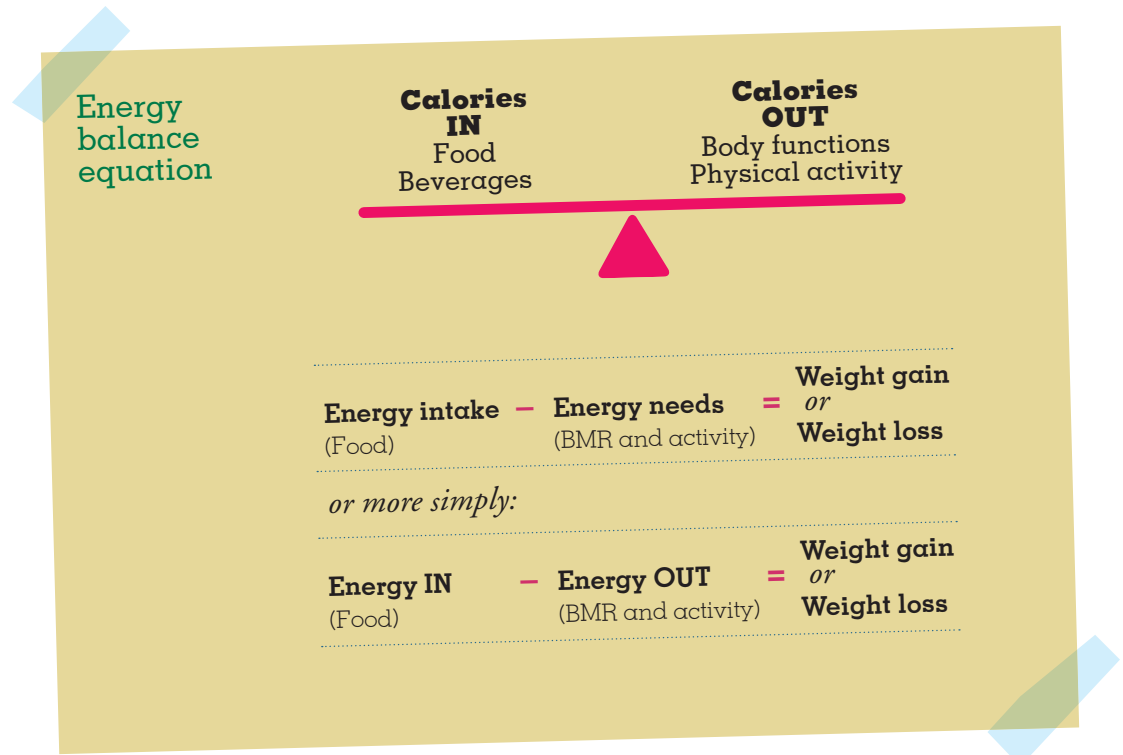 Energy
balance
equation
Calories
IN
Food
Beverages
Calories
OUT
Body functions
Physical activity
Energy intake – Energy needs = Weight gain
or
Weight loss
(Food) (BMR and activity)
or more simply:
Energy IN – Energy OUT = Weight gain
or
Weight loss
(Food) (BMR and activity)